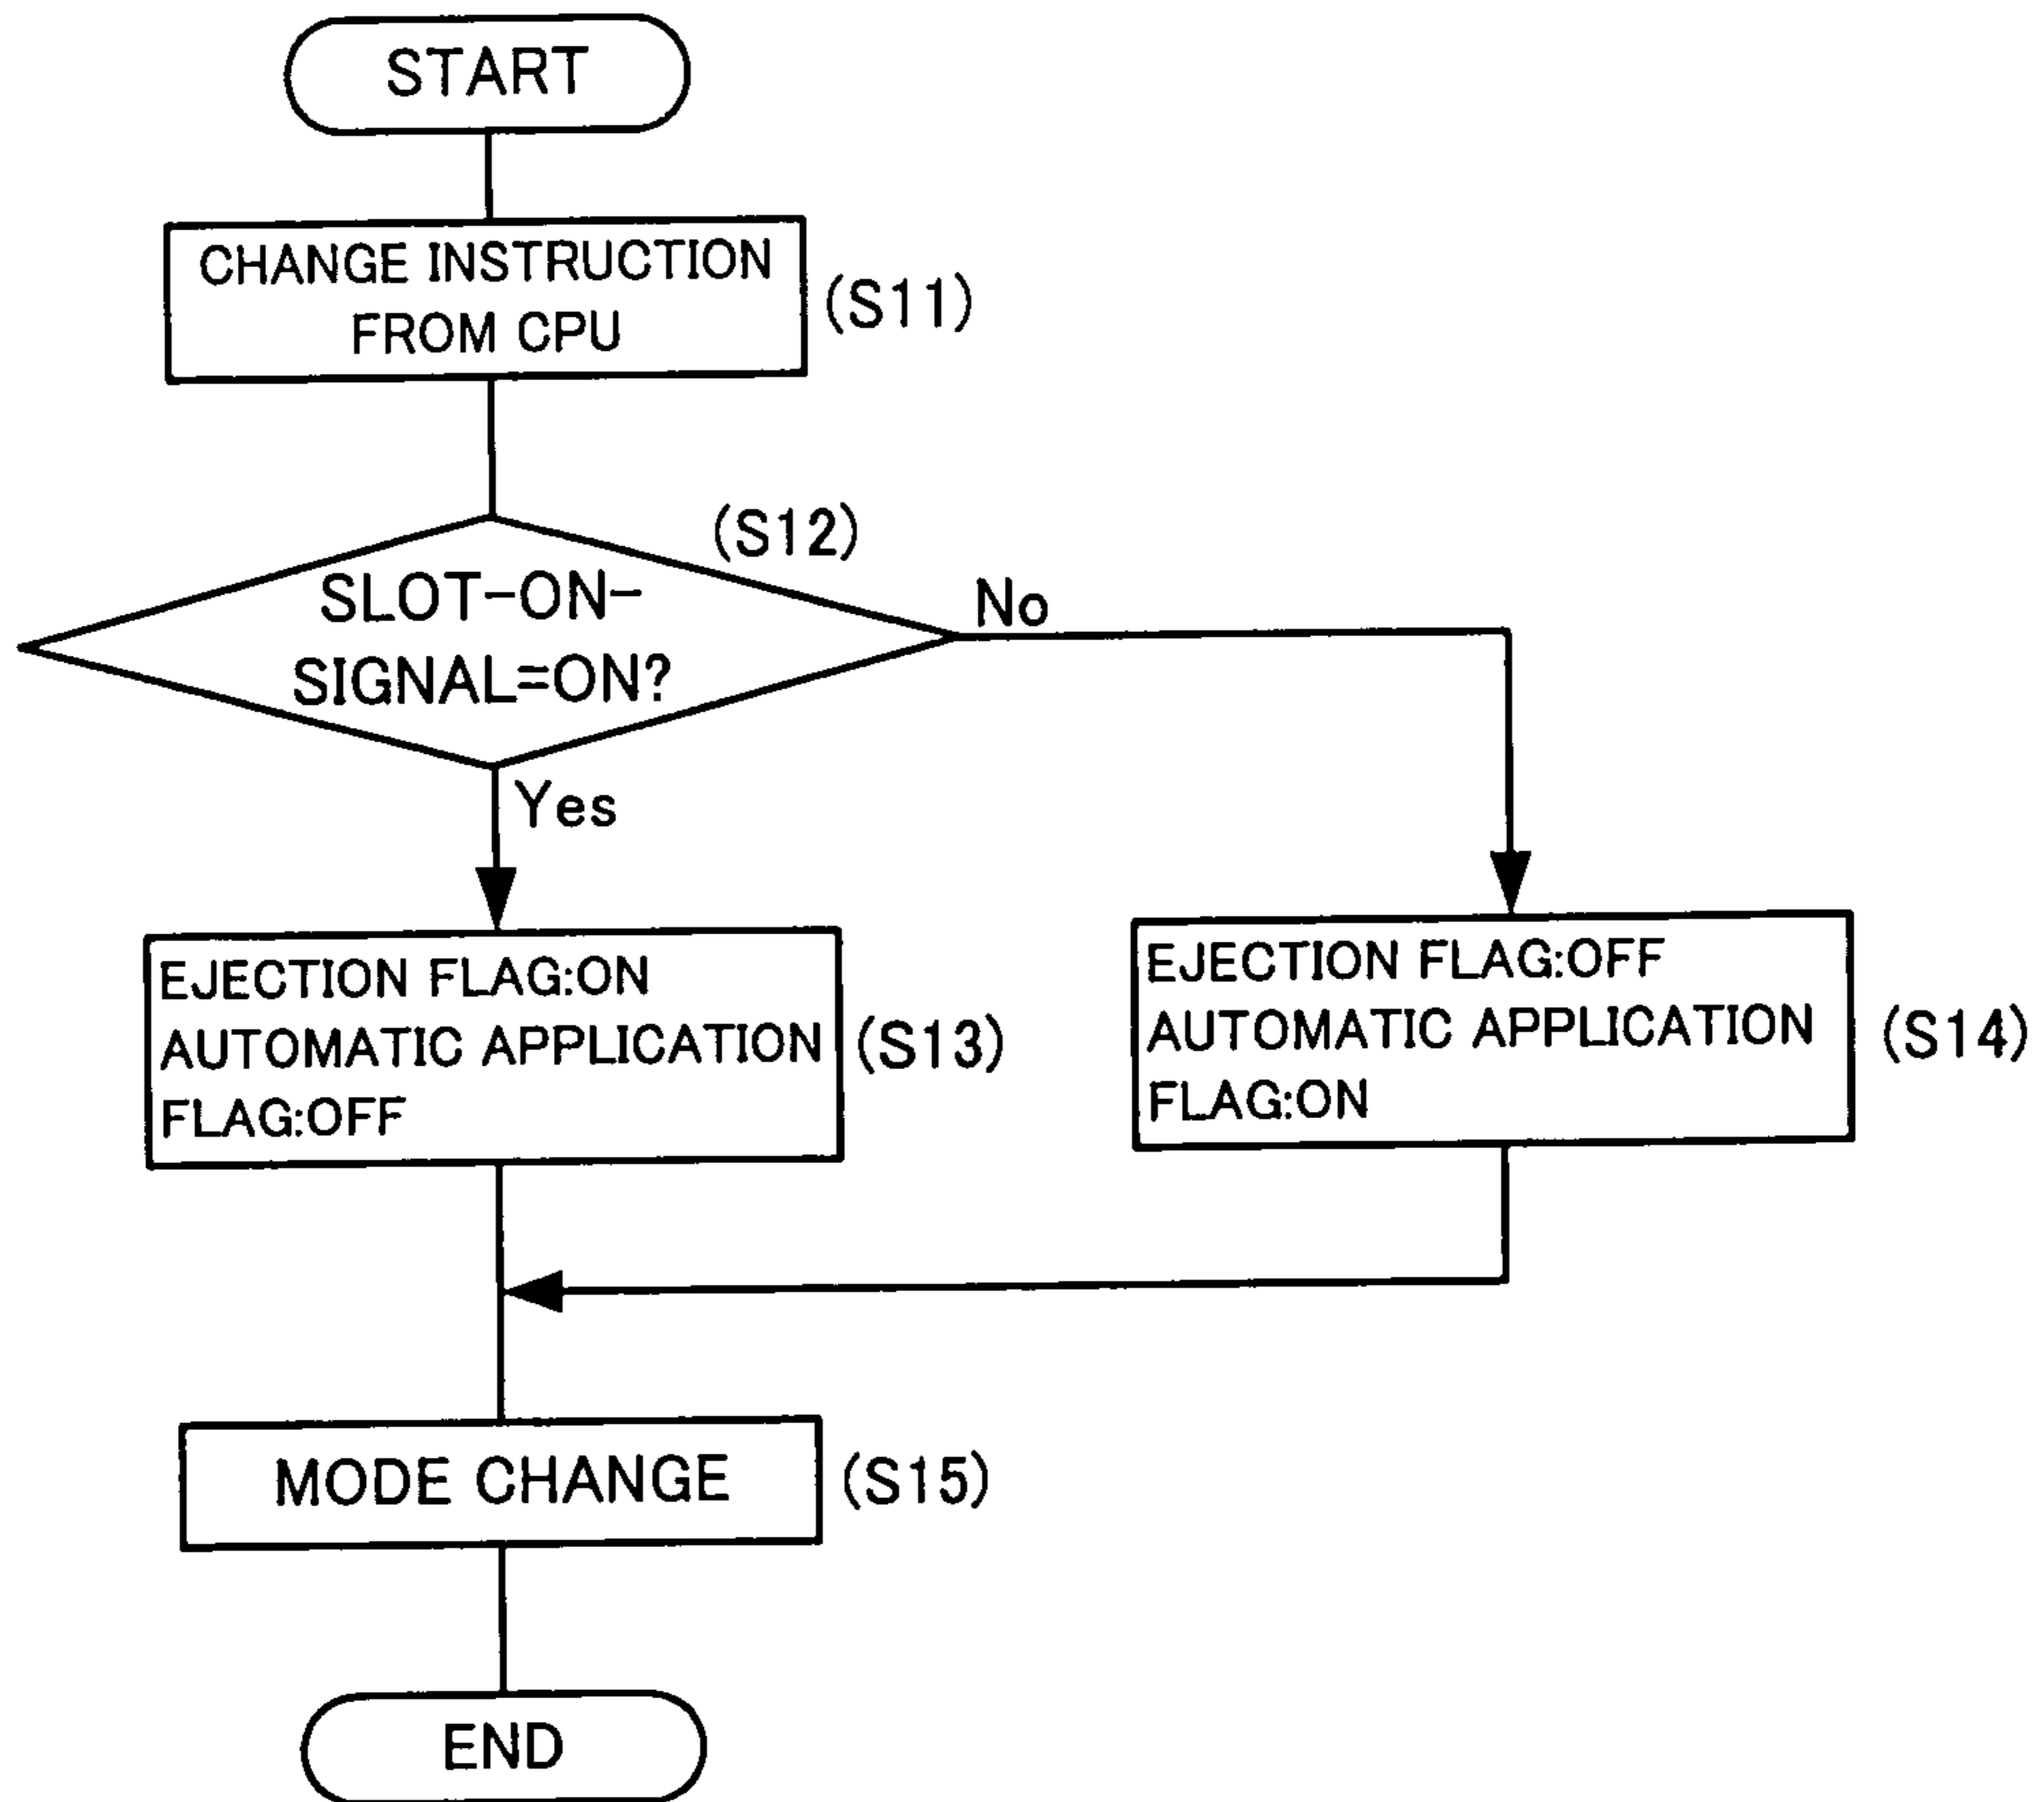 START
CHANGE INSTRUCTION
FROM CPU
(S11)
(S12)
SLOT-ON-
SIGNAL=ON?
No
Yes
EJECTION FLAG:ON
AUTOMATIC APPLICATION
FLAG:OFF
(S13)
EJECTION FLAG:OFF
AUTOMATIC APPLICATION
FLAG:ON
(S14)
MODE CHANGE
(S15)
END